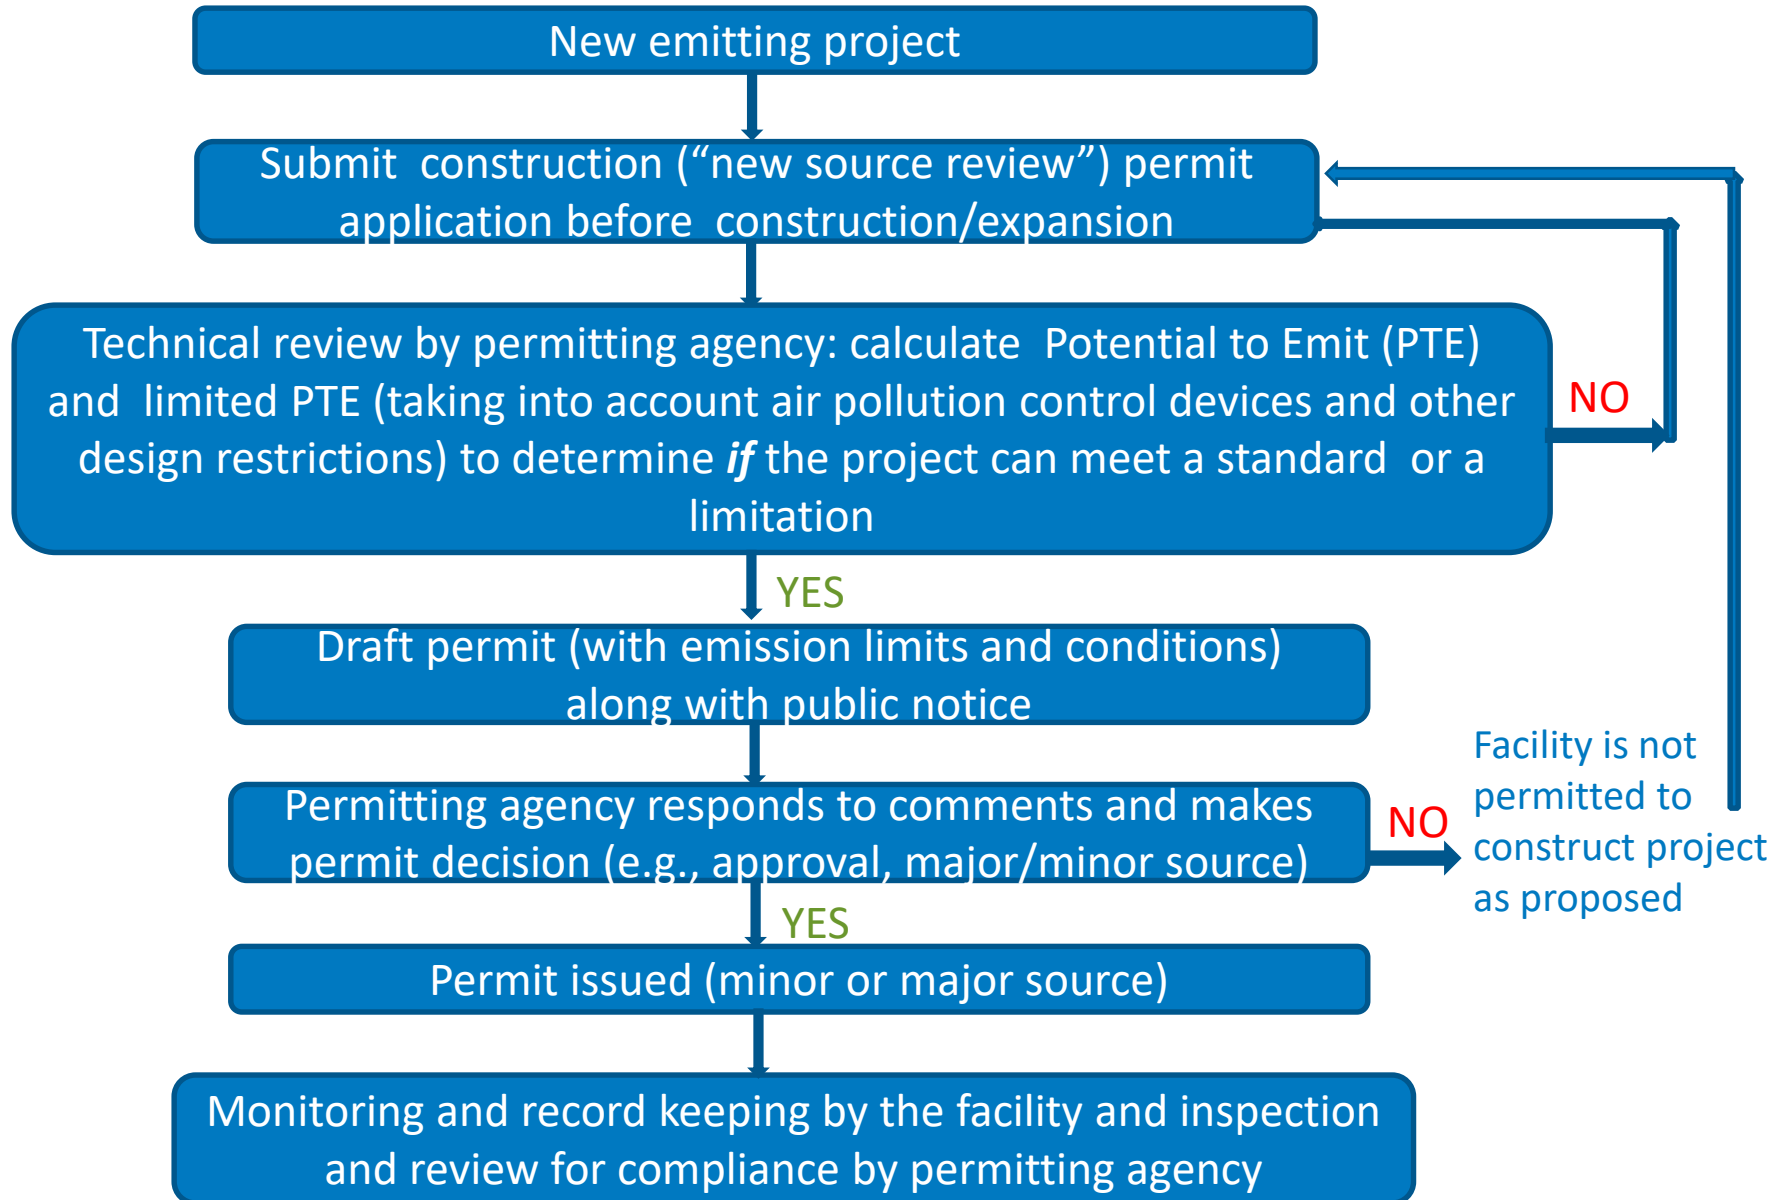 New emitting project
Submit construction (“new source review”) permit
application before construction/expansion
Technical review by permitting agency: calculate Potential to Emit (PTE)
and limited PTE (taking into account air pollution control devices and other
design restrictions) to determine if the project can meet a standard or a
limitation
NO
YES
Draft permit (with emission limits and conditions)
along with public notice
Permitting agency responds to comments and makes
permit decision (e.g., approval, major/minor source)
NO
Facility is not
permitted to
construct project
as proposed
YES
Permit issued (minor or major source)
Monitoring and record keeping by the facility and inspection
and review for compliance by permitting agency